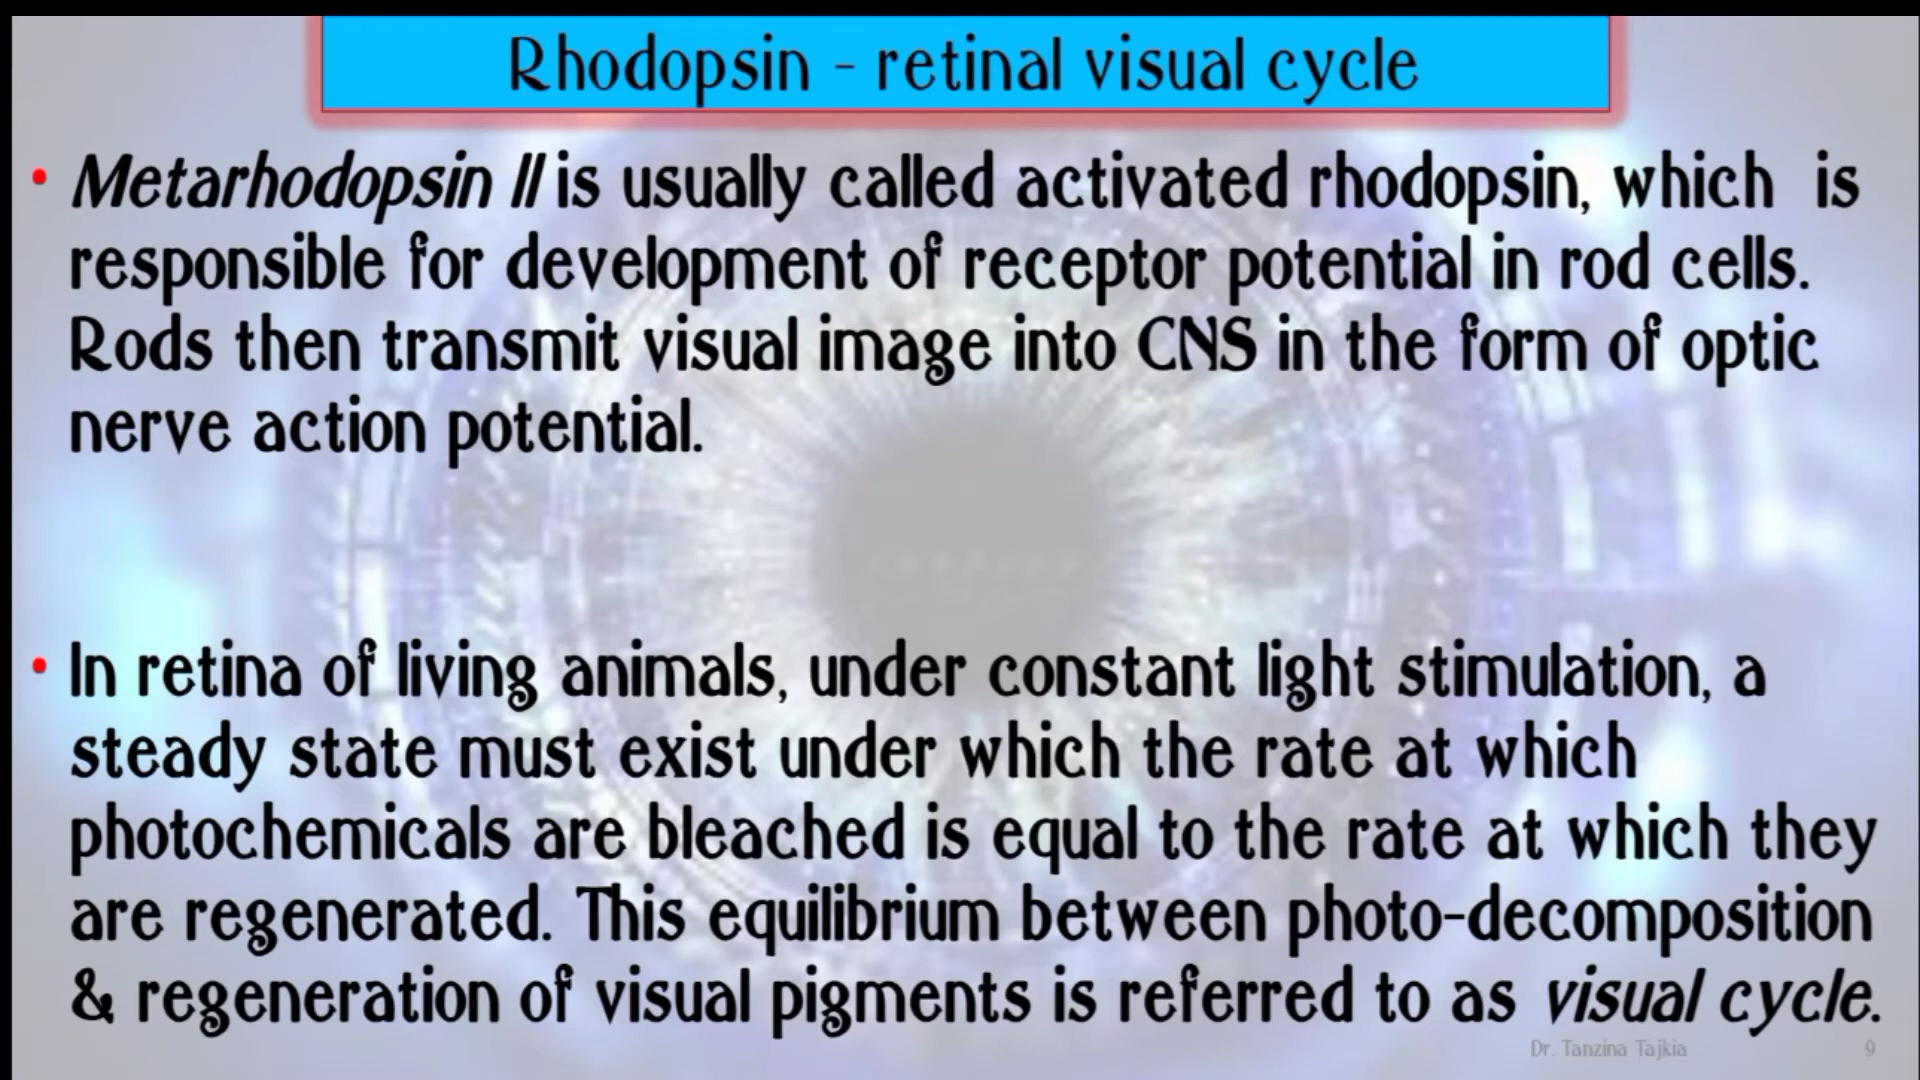 Rhodopsin - retinal visual cycle
• Metarhodopsin II is usually called activated rhodopsin, which is
responsible for development of receptor potential in rod cells.
Rods then transmit visual image into CNS in the form of optic
nerve action potential.
• In retina of living animals, under constant light stimulation, a
steady state must exist under which the rate at which
photochemicals are bleached is equal to the rate at which they
are regenerated. This equilibrium between photo-decomposition
& regeneration of visual pigments is referred to as visual cycle.
Dr. Tanzina Tajkia 9